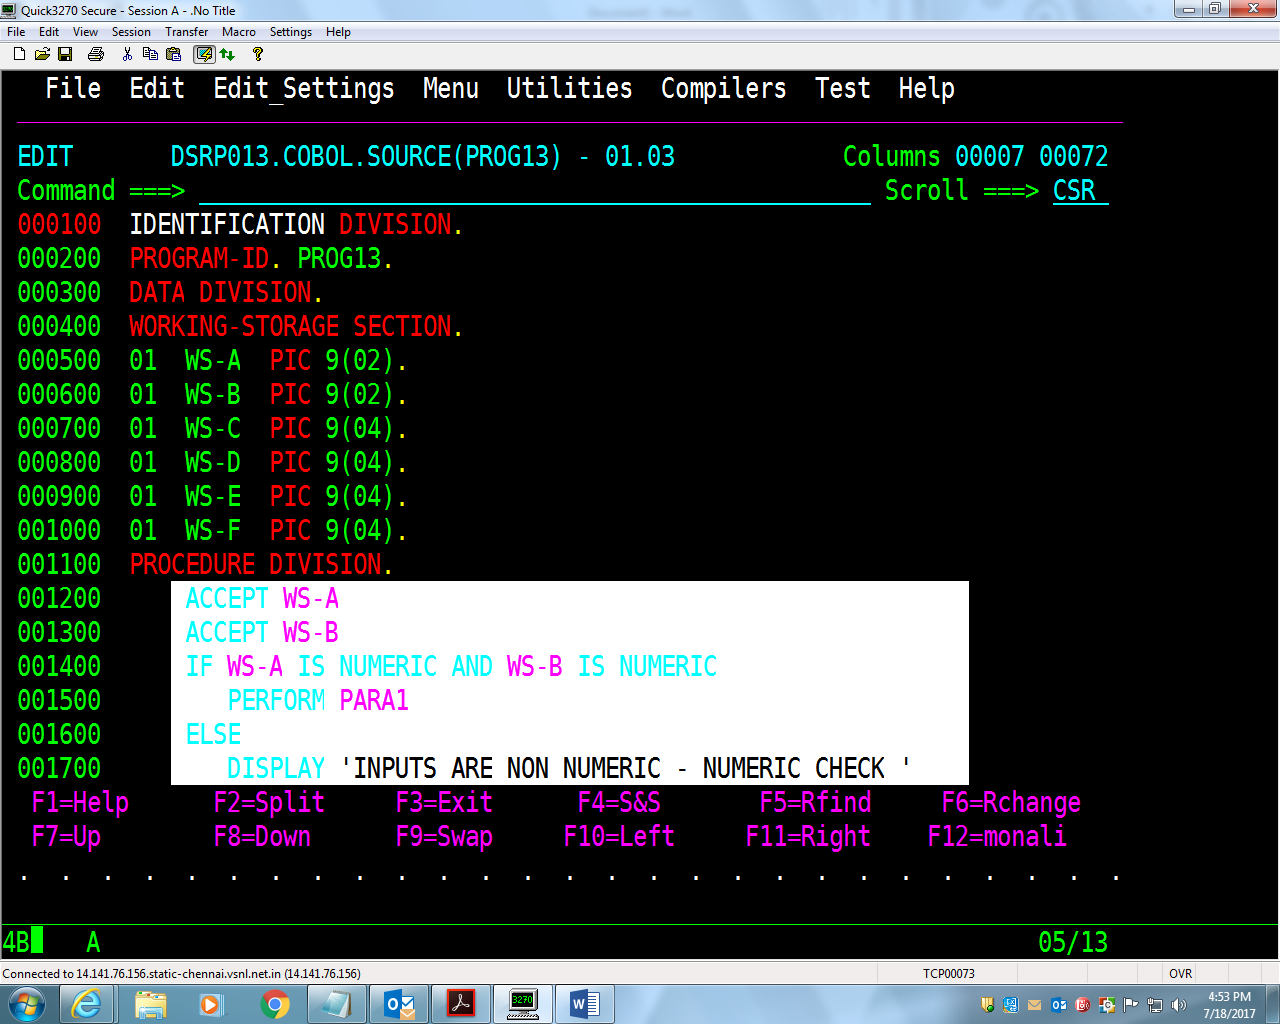 Quick3270 Secure - Session A - .No Title
File Edit View Session Transfer Macro Settings Help
File Edit Edit_Settings Menu Utilities Compilers Test Help
EDIT DSRP013.COBOL.SOURCE(PROG13) - 01.03 Columns 00007 00072
Command ===> Scroll ===> CSR
000100 IDENTIFICATION DIVISION.
000200 PROGRAM-ID. PROG13.
000300 DATA DIVISION.
000400 WORKING-STORAGE SECTION.
000500 01 WS-A PIC 9(02).
000600 01 WS-B PIC 9(02).
000700 01 WS-C PIC 9(04).
000800 01 WS-D PIC 9(04).
000900 01 WS-E PIC 9(04).
001000 01 WS-F PIC 9(04).
001100 PROCEDURE DIVISION.
001200 ACCEPT WS-A
001300 ACCEPT WS-B
001400 IF WS-A IS NUMERIC AND WS-B IS NUMERIC
001500 PERFORM PARA1
001600 ELSE
001700 DISPLAY 'INPUTS ARE NON NUMERIC - NUMERIC CHECK '
F1=Help F2=Split F3=Exit F4=S&S F5=Rfind F6=Rchange
F7=Up F8=Down F9=Swap F10=Left F11=Right F12=monali
. . . . . . . . . . . . . . . . . . . . . . . . . . .
4B A 05/13
Connected to 14.141.76.156.static-chennai.vsnl.net.in (14.141.76.156) TCP00073 OVR
3270
4:53 PM
7/18/2017